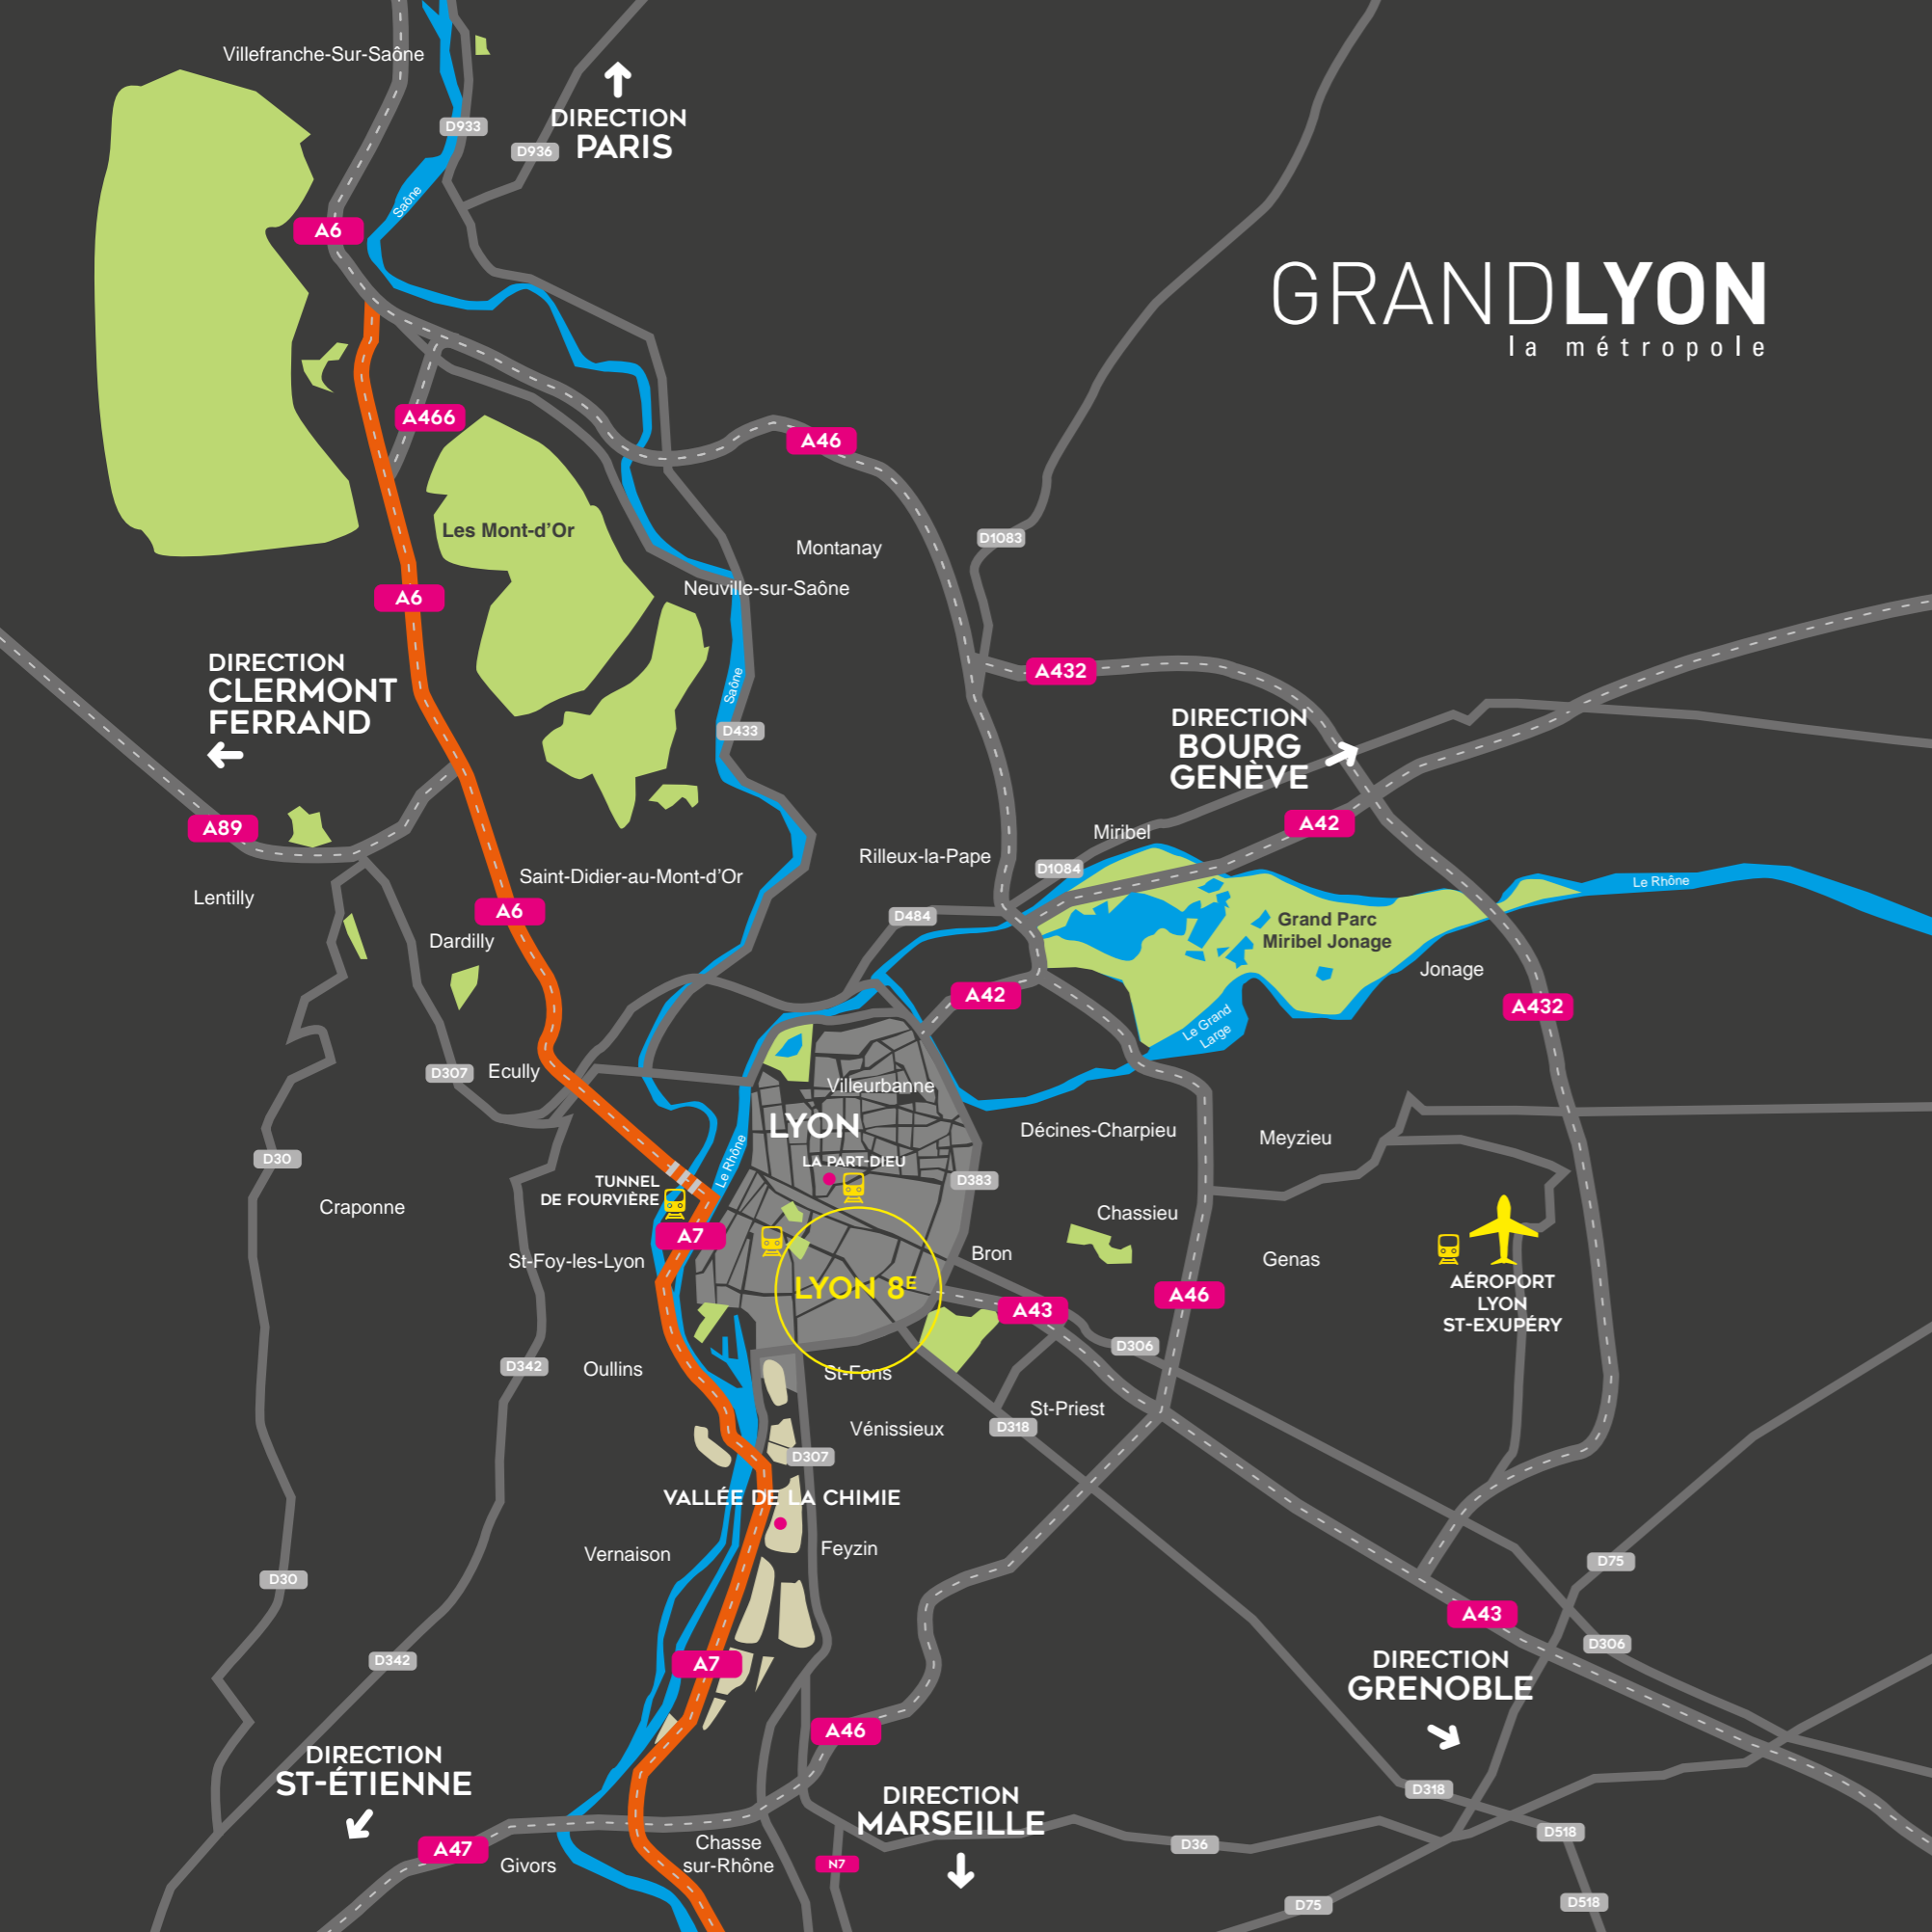 Villefranche-Sur-Saône
DIRECTION
PARIS
D933
D936
Saône
A6
GRANDLYON
la métropole
A466
A46
Les Mont-d'Or
Montanay
D1083
Neuville-sur-Saône
A6
DIRECTION
CLERMONT
FERRAND
A432
Saône
D433
DIRECTION
BOURG
GENÈVE
A89
A42
Miribel
Rilleux-la-Pape
D1084
Saint-Didier-au-Mont-d'Or
Le Rhône
Lentilly
A6
D484
Grand Parc
Miribel Jonage
Dardilly
Jonage
A42
A432
Le Grand
Large
D307
Ecully
Villeurbanne
LYON
Décines-Charpieu
Meyzieu
D30
Le Rhône
LA PART-DIEU
TUNNEL
DE FOURVIÈRE
D383
Craponne
Chassieu
A7
St-Foy-les-Lyon
Bron
Genas
LYON 8E
A46
AÉROPORT
LYON
ST-EXUPÉRY
A43
D306
D342
Oullins
St-Fons
St-Priest
Vénissieux
D318
D307
VALLÉE DE LA CHIMIE
Vernaison
Feyzin
D75
D30
A43
D306
D342
A7
DIRECTION
GRENOBLE
A46
DIRECTION
ST-ÉTIENNE
DIRECTION
MARSEILLE
D318
D518
D36
A47
Chasse
sur-Rhône
Givors
N7
D75
D518